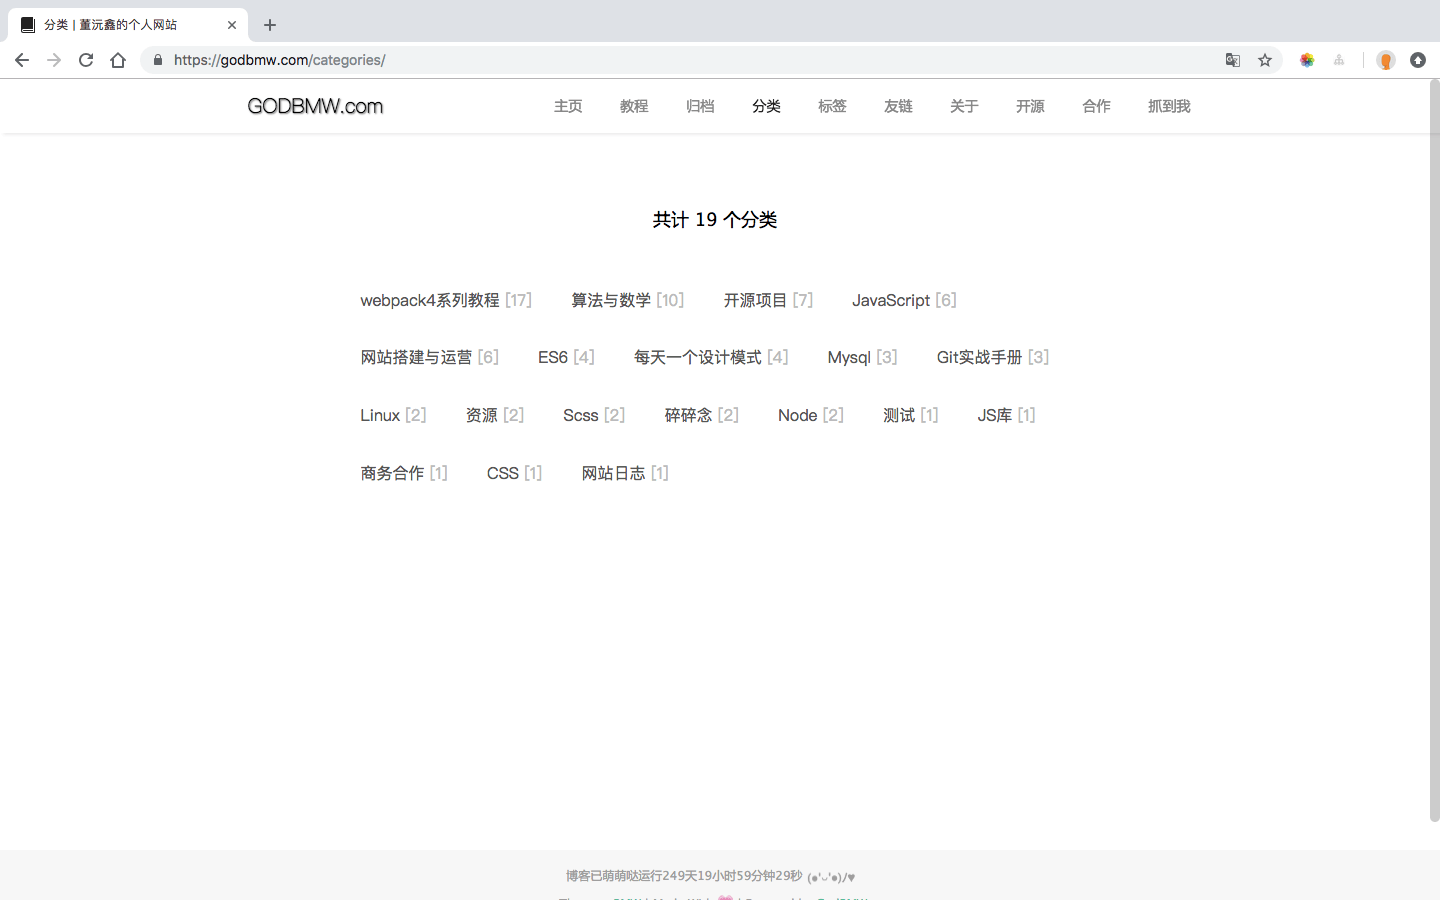 分类 | 董沅鑫的个人网站
https://godbmw.com/categories/
GODBMW.com 主页 教程 归档 分类 标签 友链 关于 开源 合作 抓到我
共计 19 个分类
webpack4系列教程 [17] 算法与数学 [10] 开源项目 [7] JavaScript [6]
网站搭建与运营 [6] ES6 [4] 每天一个设计模式 [4] Mysql [3] Git实战手册 [3]
Linux [2] 资源 [2] Scss [2] 碎碎念 [2] Node [2] 测试 [1] JS库 [1]
商务合作 [1] CSS [1] 网站日志 [1]
博客已萌萌哒运行249天19小时59分钟29秒 (●'◡'●)/♥